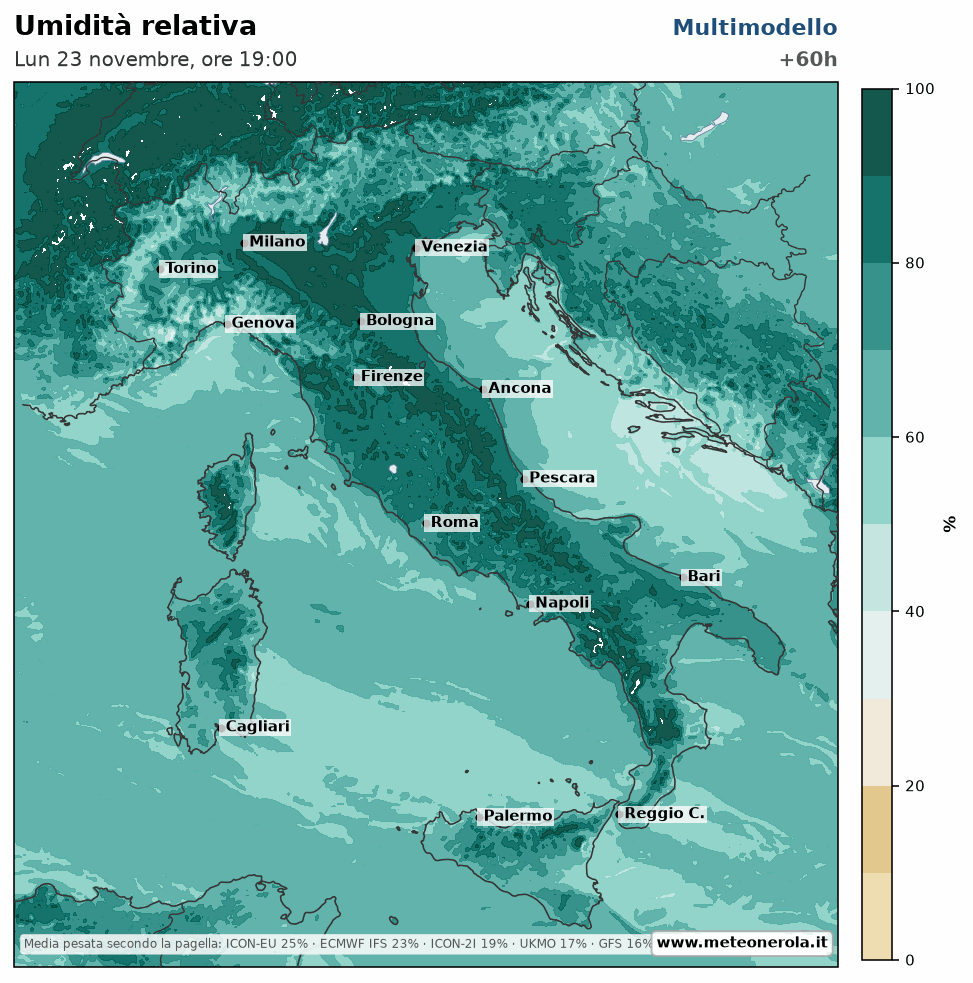 Umidità relativa
Multimodello
Lun 23 novembre, ore 19:00
+60h
100
80
60
40
20
0
%
Milano
Venezia
Torino
Genova
Bologna
Firenze
Ancona
Pescara
Roma
Bari
Napoli
Cagliari
Palermo
Reggio C.
Media pesata secondo la pagella: ICON-EU 25% · ECMWF IFS 23% · ICON-2I 19% · UKMO 17% · GFS 16%
www.meteonerola.it